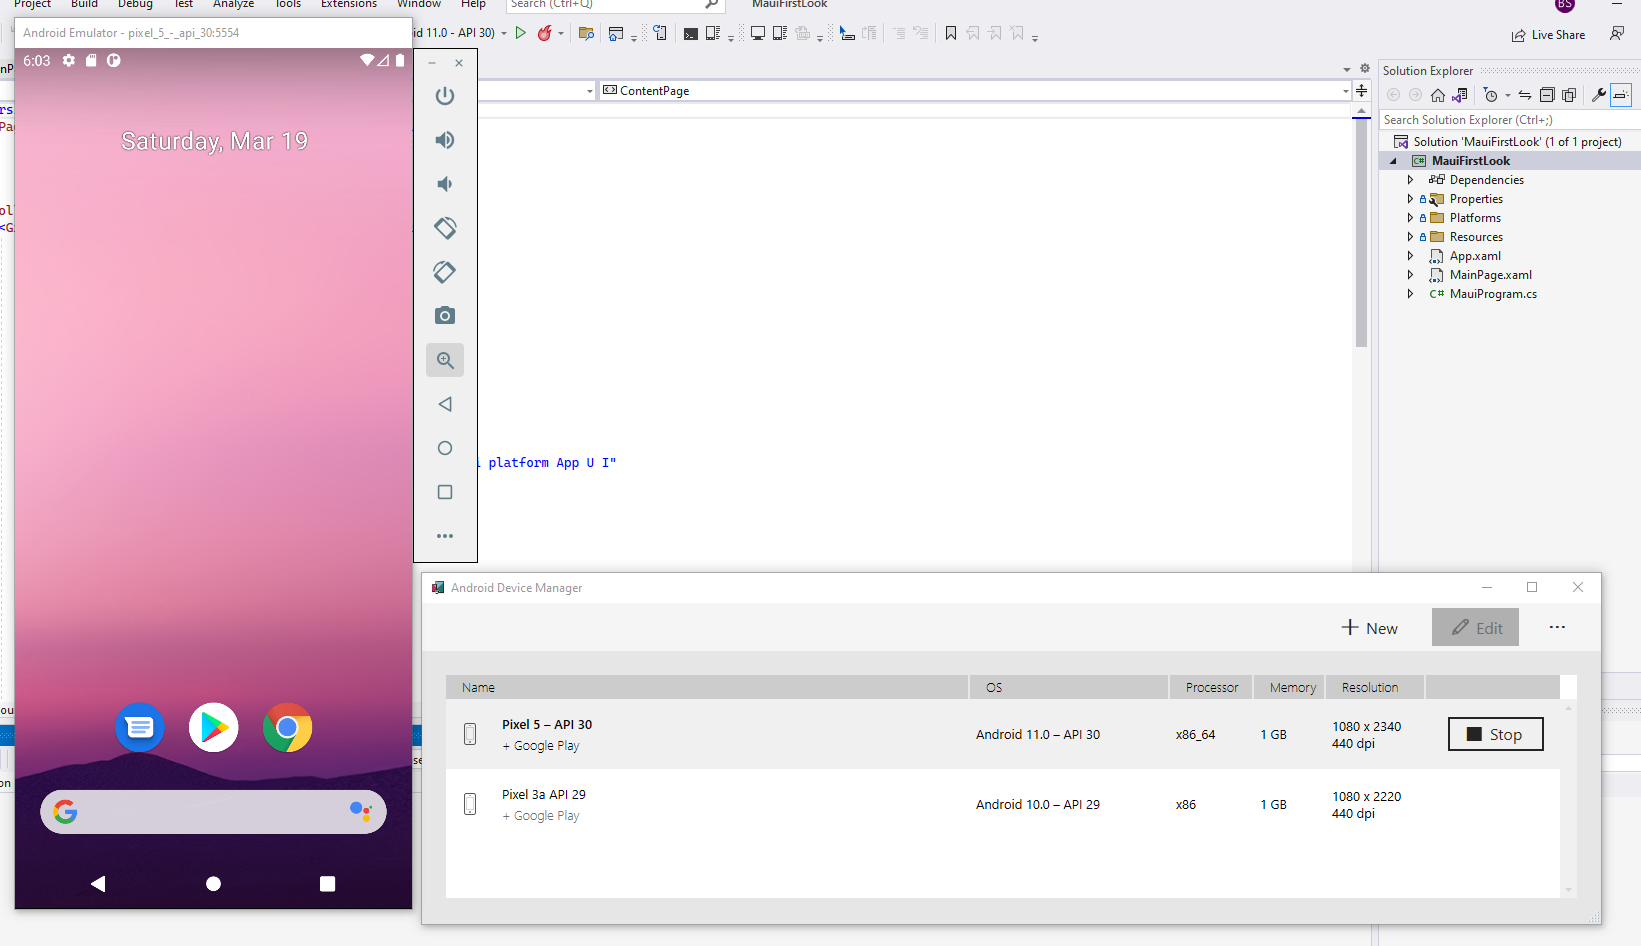 Project Build Debug Test Analyze Tools Extensions Window Help Search (Ctrl+Q) MauiFirstLook BS
Android Emulator - pixel_5_-_api_30:5554
id 11.0 - API 30)
Live Share
6:03
Saturday, Mar 19
ContentPage
platform App U I"
Solution Explorer
Search Solution Explorer (Ctrl+;)
Solution 'MauiFirstLook' (1 of 1 project)
C# MauiFirstLook
Dependencies
Properties
Platforms
Resources
App.xaml
MainPage.xaml
C# MauiProgram.cs
Android Device Manager
New Edit ...
Name OS Processor Memory Resolution
Pixel 5 – API 30
+ Google Play
Android 11.0 – API 30 x86_64 1 GB 1080 x 2340
440 dpi
Stop
Pixel 3a API 29
+ Google Play
Android 10.0 – API 29 x86 1 GB 1080 x 2220
440 dpi